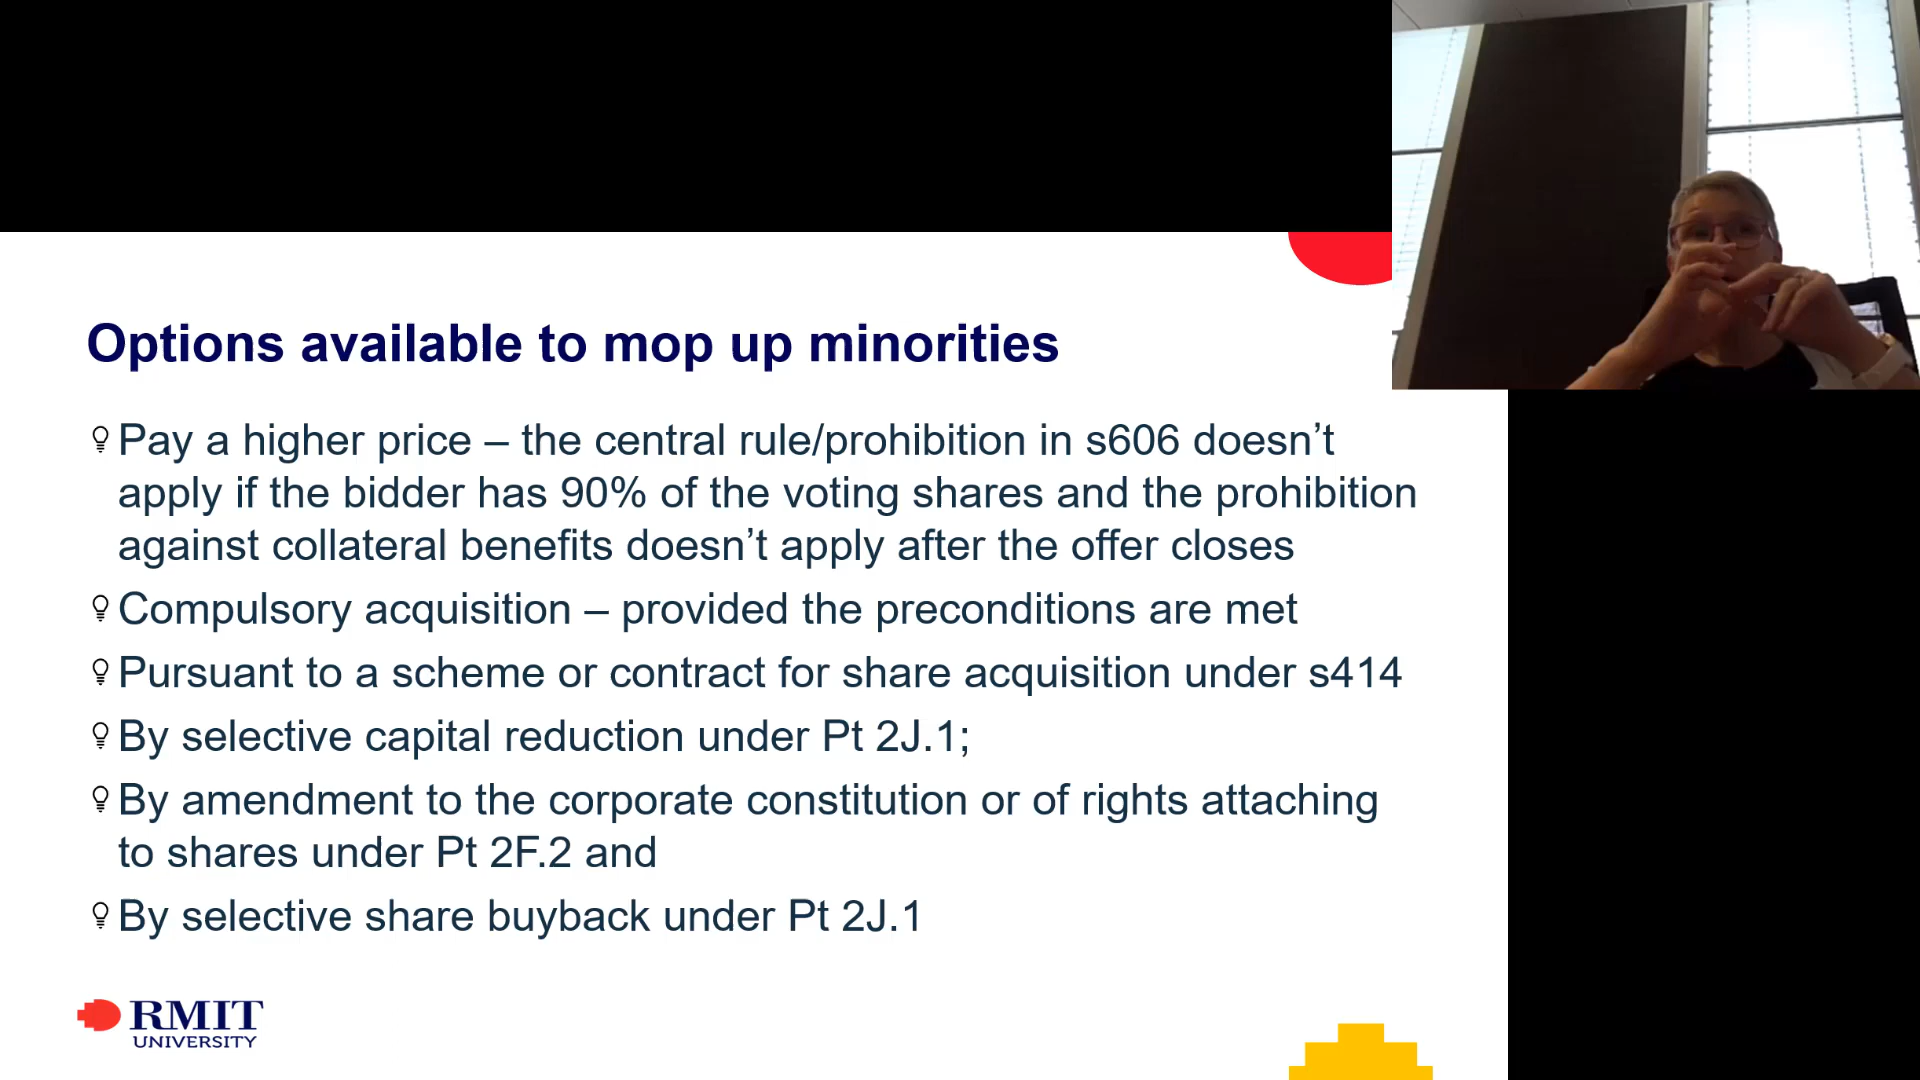 Options available to mop up minorities
Pay a higher price – the central rule/prohibition in s606 doesn’t
apply if the bidder has 90% of the voting shares and the prohibition
against collateral benefits doesn’t apply after the offer closes
Compulsory acquisition – provided the preconditions are met
Pursuant to a scheme or contract for share acquisition under s414
By selective capital reduction under Pt 2J.1;
By amendment to the corporate constitution or of rights attaching
to shares under Pt 2F.2 and
By selective share buyback under Pt 2J.1
RMIT
UNIVERSITY